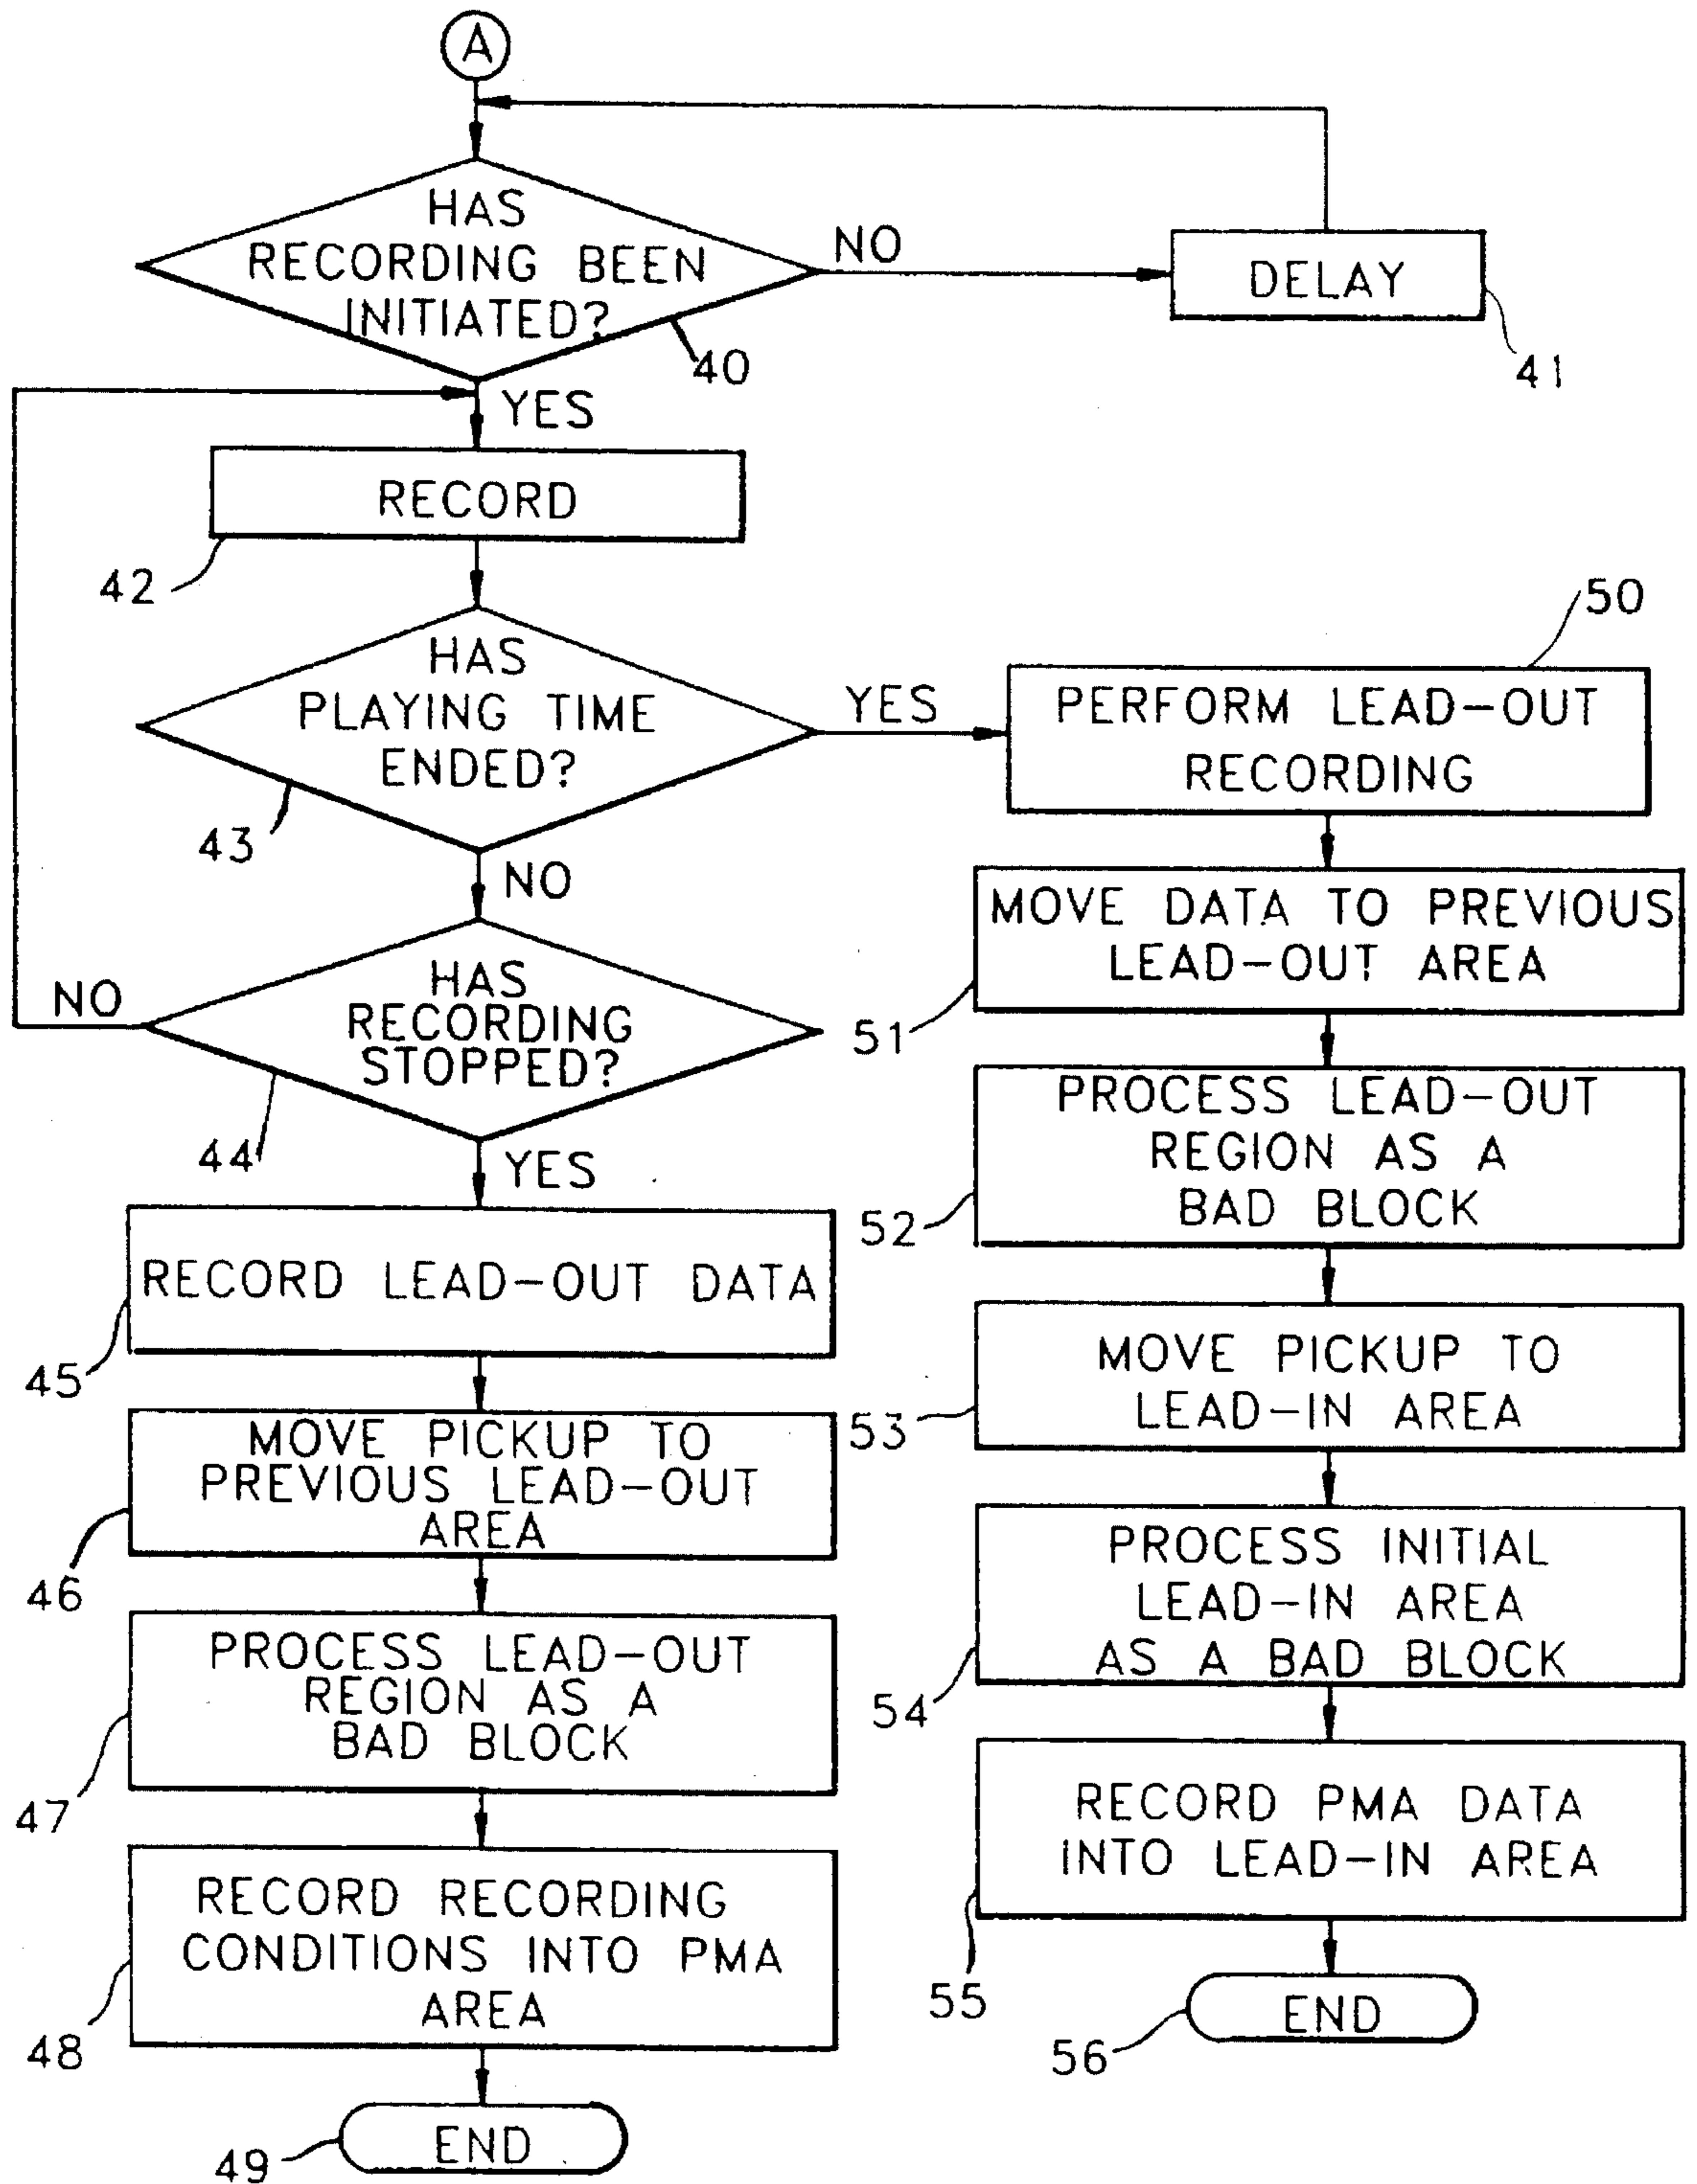 A
HAS
RECORDING BEEN
INITIATED?
40
NO
DELAY
41
YES
RECORD
42
HAS
PLAYING TIME
ENDED?
43
YES
NO
HAS
RECORDING
STOPPED?
44
NO
YES
RECORD LEAD-OUT DATA
45
MOVE PICKUP TO
PREVIOUS LEAD-OUT
AREA
46
PROCESS LEAD-OUT
REGION AS A
BAD BLOCK
47
RECORD RECORDING
CONDITIONS INTO PMA
AREA
48
END
49
50
PERFORM LEAD-OUT
RECORDING
MOVE DATA TO PREVIOUS
LEAD-OUT AREA
51
PROCESS LEAD-OUT
REGION AS A
BAD BLOCK
52
MOVE PICKUP TO
LEAD-IN AREA
53
PROCESS INITIAL
LEAD-IN AREA
AS A BAD BLOCK
54
RECORD PMA DATA
INTO LEAD-IN AREA
55
END
56